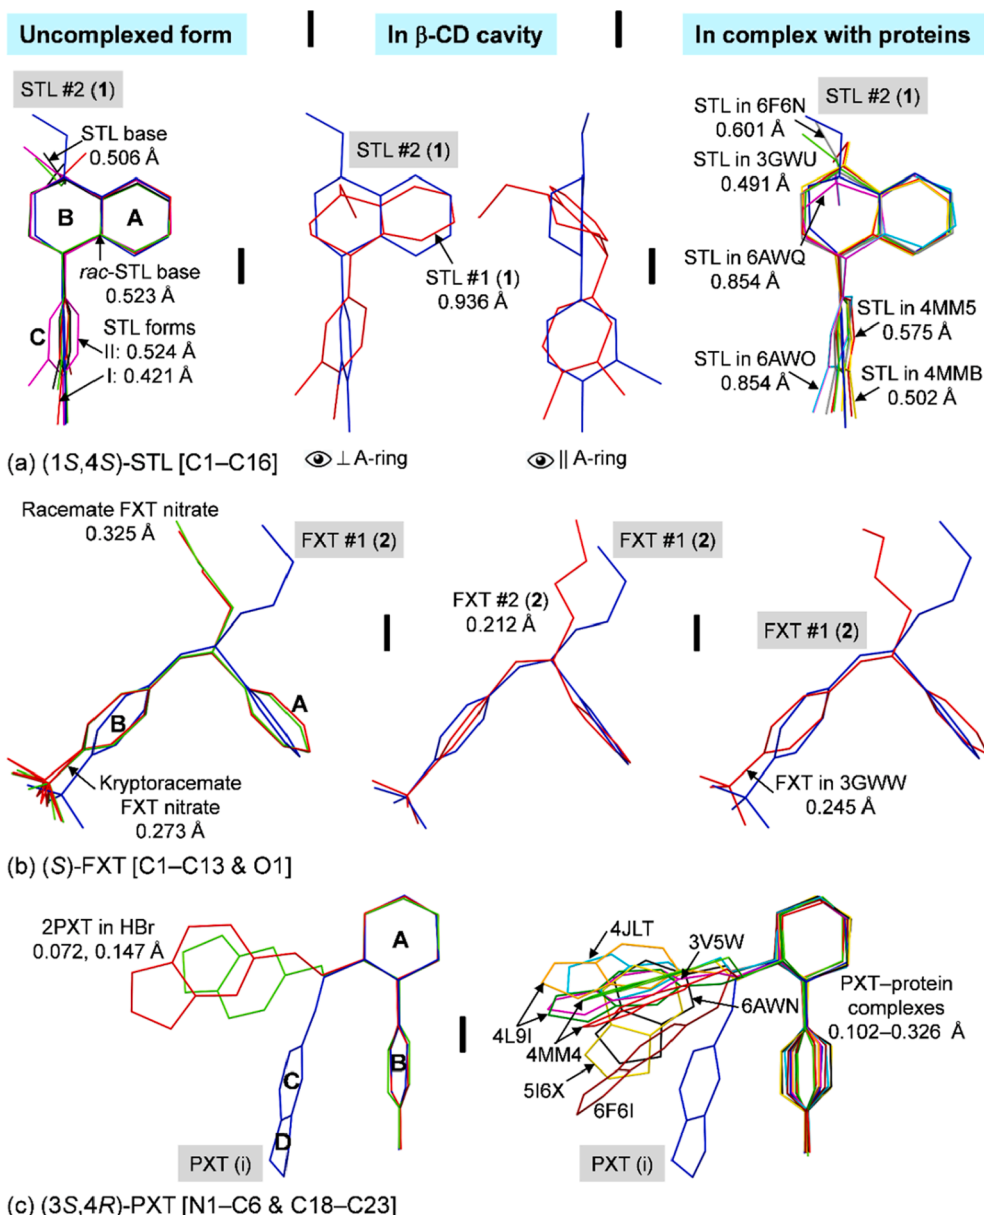 Uncomplexed form
In β-CD cavity
In complex with proteins
STL #2 (1)
STL base
0.506 Å
B
A
rac-STL base
0.523 Å
C
STL forms
II: 0.524 Å
I: 0.421 Å
STL #2 (1)
STL #1 (1)
0.936 Å
STL in 6F6N
0.601 Å
STL #2 (1)
STL in 3GWU
0.491 Å
STL in 6AWQ
0.854 Å
STL in 4MM5
0.575 Å
STL in 6AWO
0.854 Å
STL in 4MMB
0.502 Å
(a) (1S,4S)-STL [C1–C16]
⊥ A-ring
|| A-ring
Racemate FXT nitrate
0.325 Å
FXT #1 (2)
B
A
Kryptoracemate
FXT nitrate
0.273 Å
FXT #1 (2)
FXT #2 (2)
0.212 Å
FXT #1 (2)
FXT in 3GWW
0.245 Å
(b) (S)-FXT [C1–C13 & O1]
2PXT in HBr
0.072, 0.147 Å
A
B
C
D
PXT (i)
4JLT
3V5W
6AWN
4L9I
4MM4
5I6X
6F6I
PXT–protein
complexes
0.102–0.326 Å
PXT (i)
(c) (3S,4R)-PXT [N1–C6 & C18–C23]